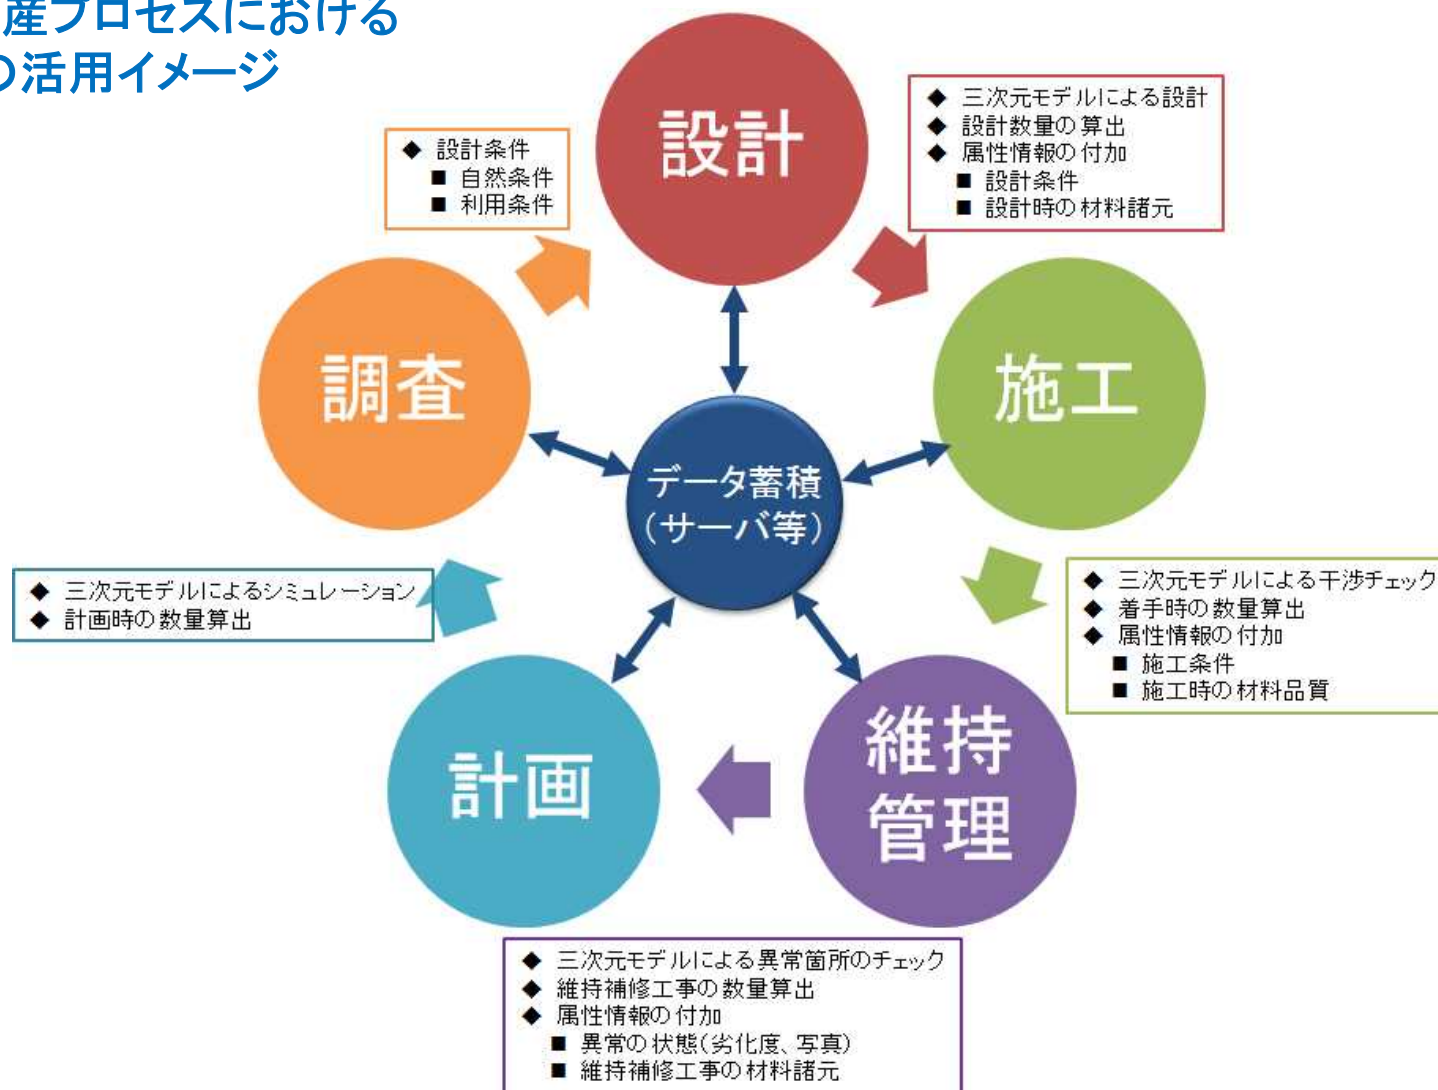 産プロセスにおける
の活用イメージ
設計
◆ 三次元モデルによる設計
◆ 設計数量の算出
◆ 属性情報の付加
■ 設計条件
■ 設計時の材料諸元
◆ 設計条件
■ 自然条件
■ 利用条件
調査
施工
データ蓄積
(サーバ等)
◆ 三次元モデルによるシミュレーション
◆ 計画時の数量算出
◆ 三次元モデルによる干渉チェック
◆ 着手時の数量算出
◆ 属性情報の付加
■ 施工条件
■ 施工時の材料品質
計画
維持
管理
◆ 三次元モデルによる異常箇所のチェック
◆ 維持補修工事の数量算出
◆ 属性情報の付加
■ 異常の状態(劣化度、写真)
■ 維持補修工事の材料諸元